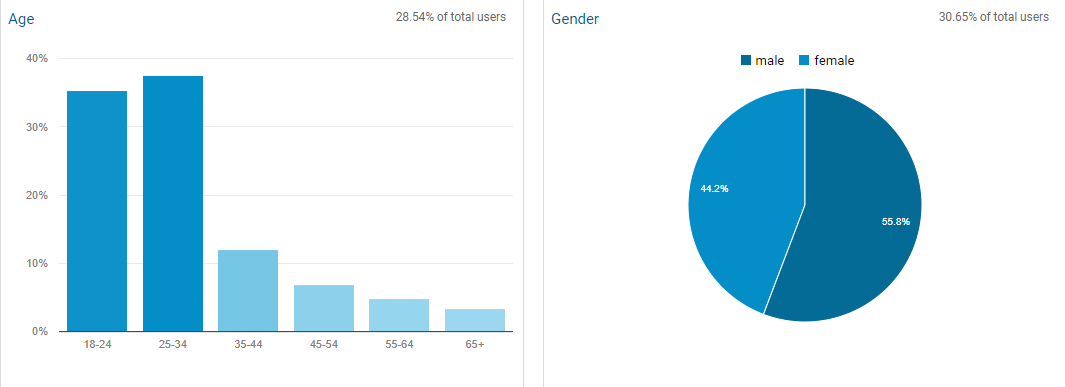 Age
28.54% of total users
40%
30%
20%
10%
0%
18-24 25-34 35-44 45-54 55-64 65+
Gender
30.65% of total users
male female
44.2%
55.8%